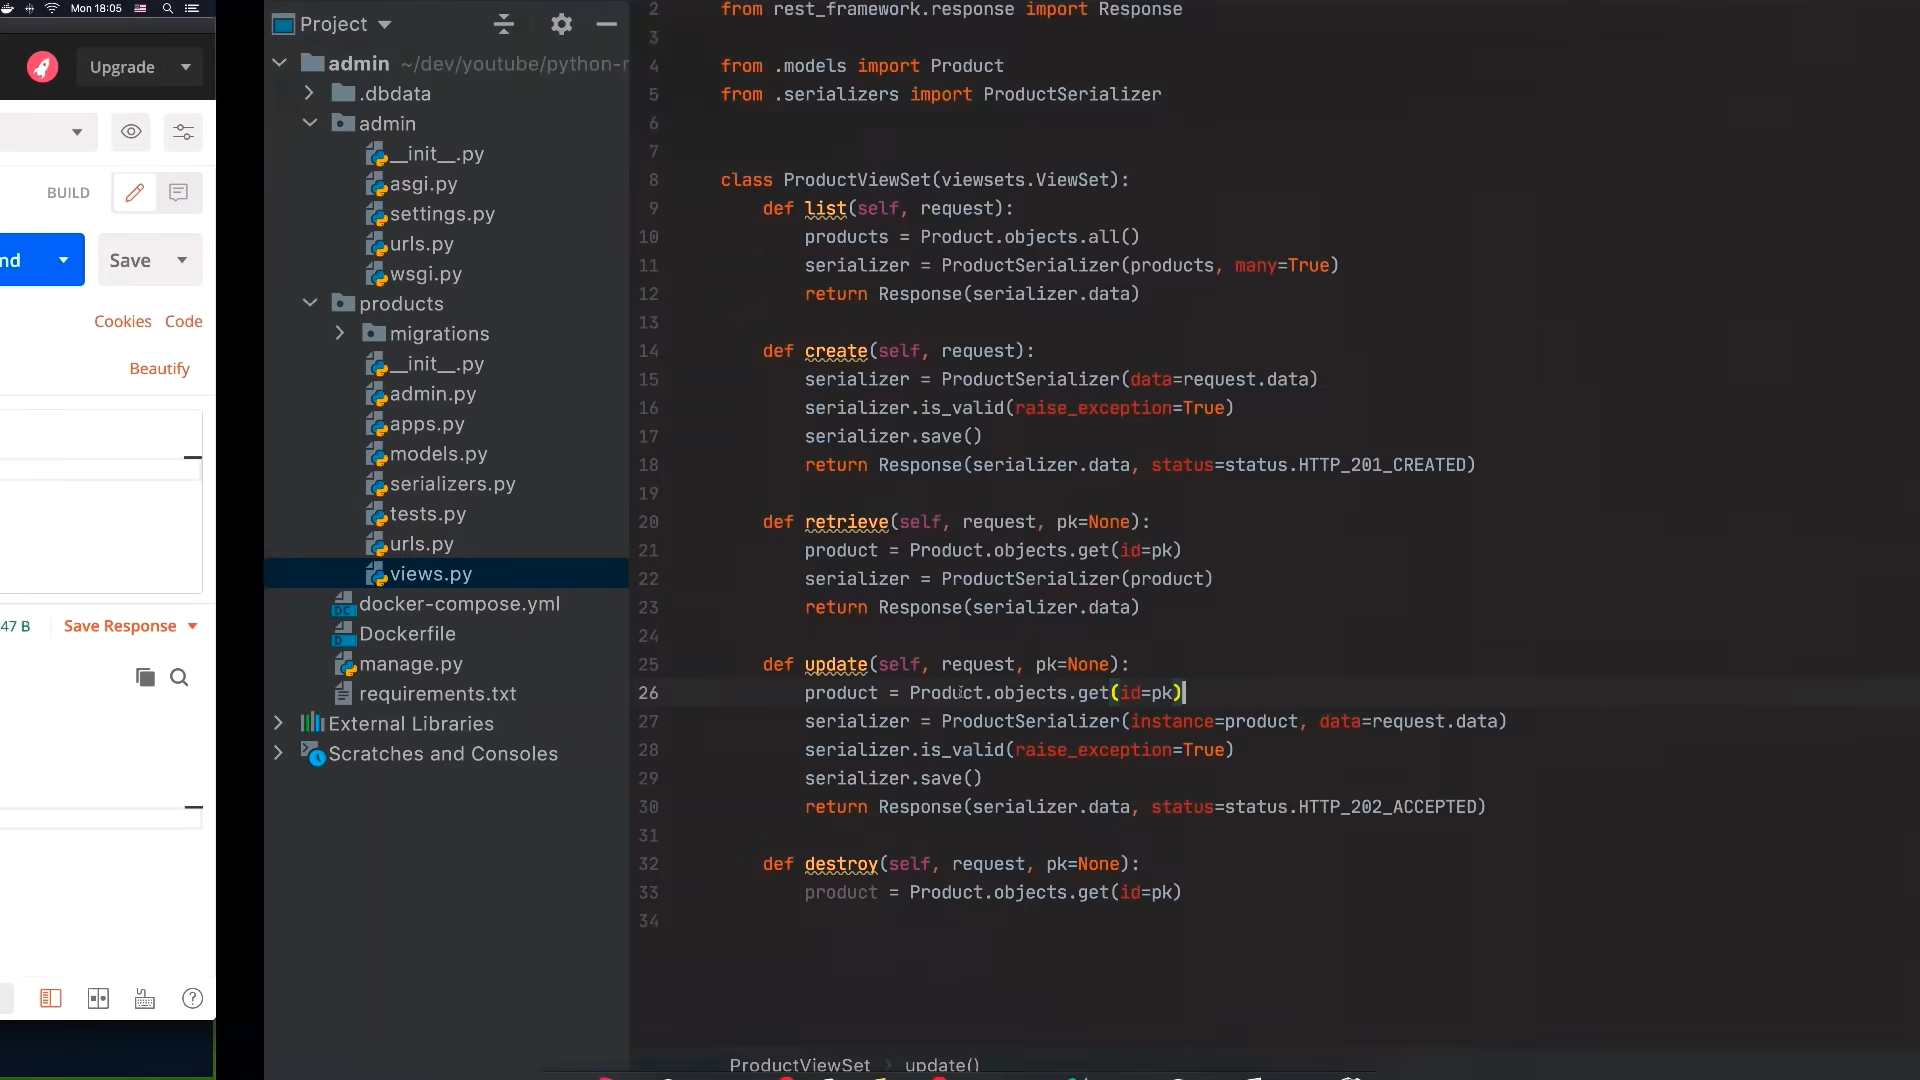 Mon 18:05
Upgrade
BUILD
nd
Save
Cookies Code
Beautify
47 B Save Response
Project
admin ~/dev/youtube/python-r
.dbdata
admin
__init__.py
asgi.py
settings.py
urls.py
wsgi.py
products
migrations
__init__.py
admin.py
apps.py
models.py
serializers.py
tests.py
urls.py
views.py
docker-compose.yml
Dockerfile
manage.py
requirements.txt
External Libraries
Scratches and Consoles
2 from rest_framework.response import Response
3
4 from .models import Product
5 from .serializers import ProductSerializer
6
7
8 class ProductViewSet(viewsets.ViewSet):
9 def list(self, request):
10 products = Product.objects.all()
11 serializer = ProductSerializer(products, many=True)
12 return Response(serializer.data)
13
14 def create(self, request):
15 serializer = ProductSerializer(data=request.data)
16 serializer.is_valid(raise_exception=True)
17 serializer.save()
18 return Response(serializer.data, status=status.HTTP_201_CREATED)
19
20 def retrieve(self, request, pk=None):
21 product = Product.objects.get(id=pk)
22 serializer = ProductSerializer(product)
23 return Response(serializer.data)
24
25 def update(self, request, pk=None):
26 product = Product.objects.get(id=pk)
27 serializer = ProductSerializer(instance=product, data=request.data)
28 serializer.is_valid(raise_exception=True)
29 serializer.save()
30 return Response(serializer.data, status=status.HTTP_202_ACCEPTED)
31
32 def destroy(self, request, pk=None):
33 product = Product.objects.get(id=pk)
34
ProductViewSet > update()